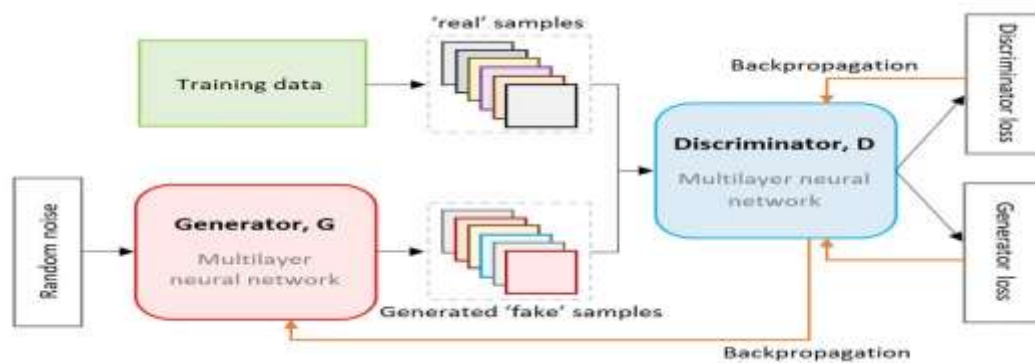 'real' samples
Training data
Backpropagation
Discriminator loss
Discriminator, D
Multilayer neural
network
Random noise
Generator, G
Multilayer
neural network
Generated 'fake' samples
Generator loss
Backpropagation